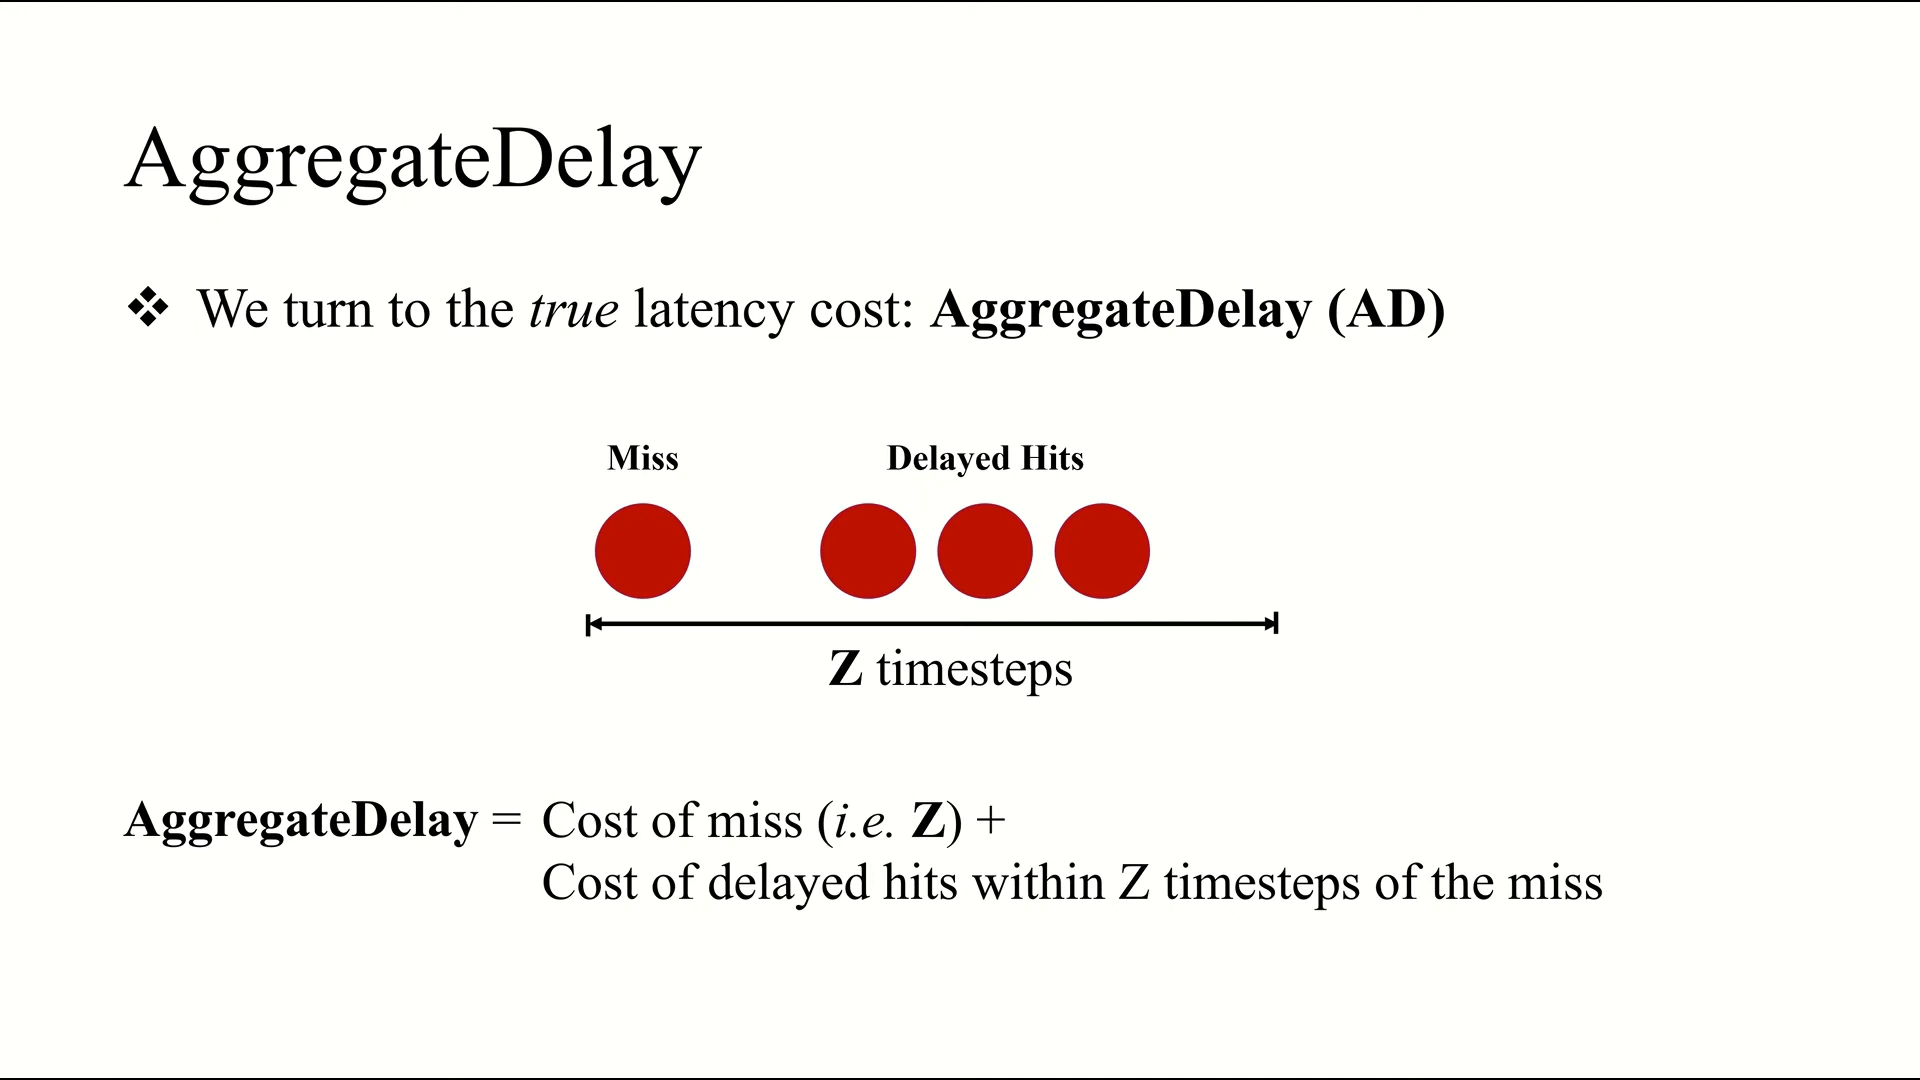 AggregateDelay
❖ We turn to the true latency cost: AggregateDelay (AD)
Miss
Delayed Hits
Z timesteps
AggregateDelay = Cost of miss (i.e. Z) +
Cost of delayed hits within Z timesteps of the miss